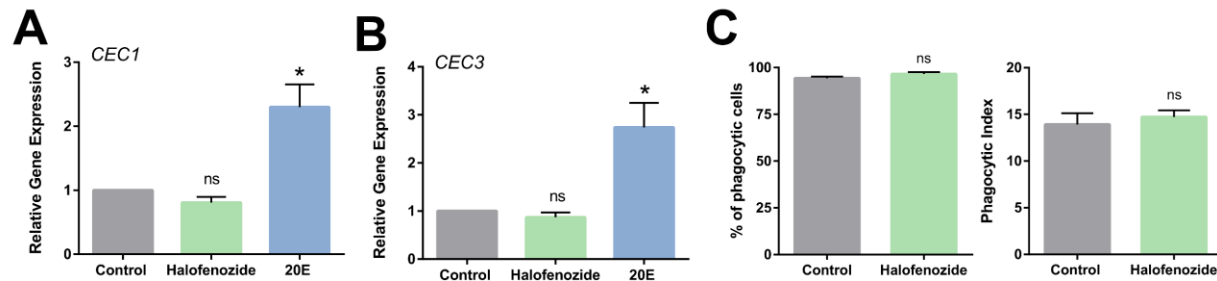 A
CEC1
Relative Gene Expression
3
2
1
0
*
ns
Control Halofenozide 20E
B
CEC3
Relative Gene Expression
4
3
2
1
0
*
ns
Control Halofenozide 20E
C
% of phagocytic cells
100
75
50
25
0
ns
Control Halofenozide
Phagocytic Index
20
15
10
5
0
ns
Control Halofenozide